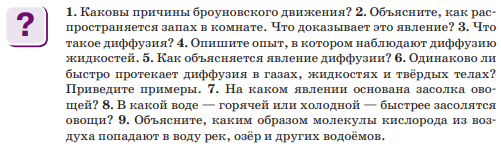 ?
1. Каковы причины броуновского движения? 2. Объясните, как рас-
пространяется запах в комнате. Что доказывает это явление? 3. Что
такое диффузия? 4. Опишите опыт, в котором наблюдают диффузию
жидкостей. 5. Как объясняется явление диффузии? 6. Одинаково ли
быстро протекает диффузия в газах, жидкостях и твёрдых телах?
Приведите примеры. 7. На каком явлении основана засолка ово-
щей? 8. В какой воде — горячей или холодной — быстрее засолятся
овощи? 9. Объясните, каким образом молекулы кислорода из воз-
духа попадают в воду рек, озёр и других водоёмов.